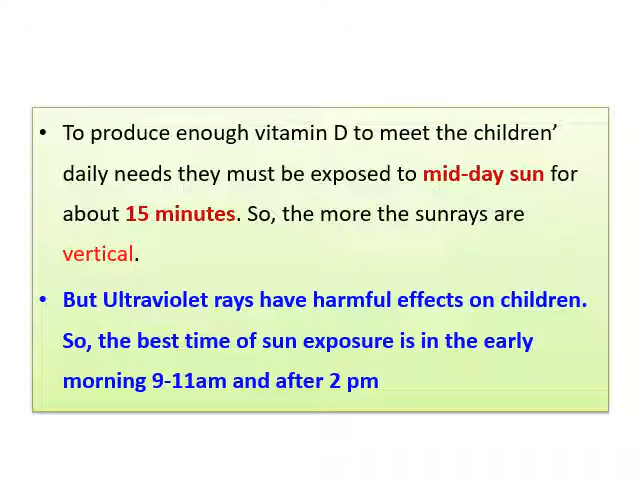 • To produce enough vitamin D to meet the children’
daily needs they must be exposed to mid-day sun for
about 15 minutes. So, the more the sunrays are
vertical.
• But Ultraviolet rays have harmful effects on children.
So, the best time of sun exposure is in the early
morning 9-11am and after 2 pm